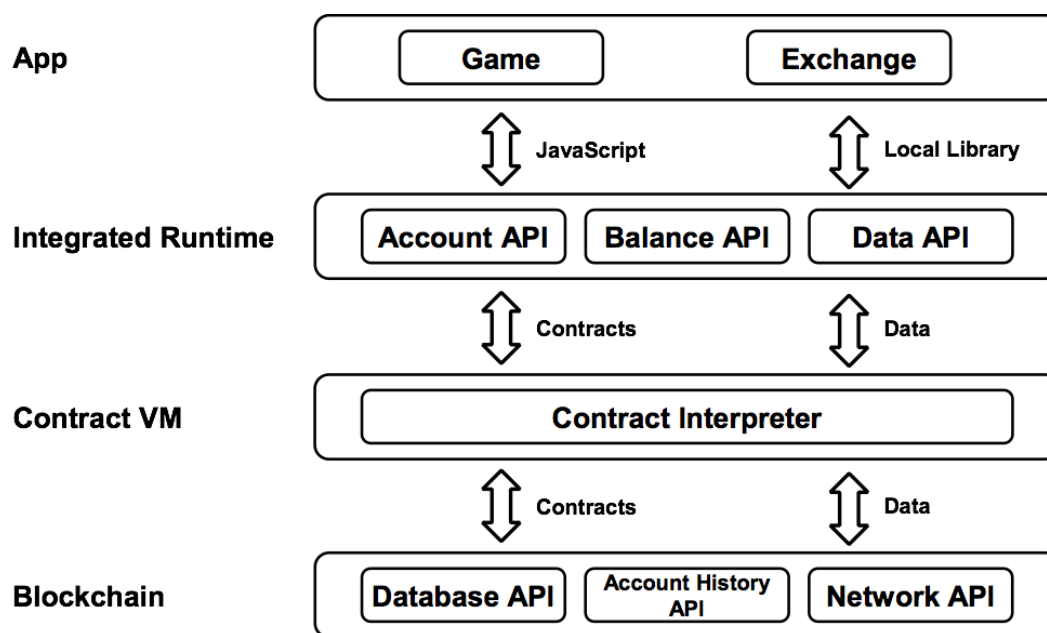 App
Game
Exchange
JavaScript
Local Library
Integrated Runtime
Account API
Balance API
Data API
Contracts
Data
Contract VM
Contract Interpreter
Contracts
Data
Blockchain
Database API
Account History
API
Network API